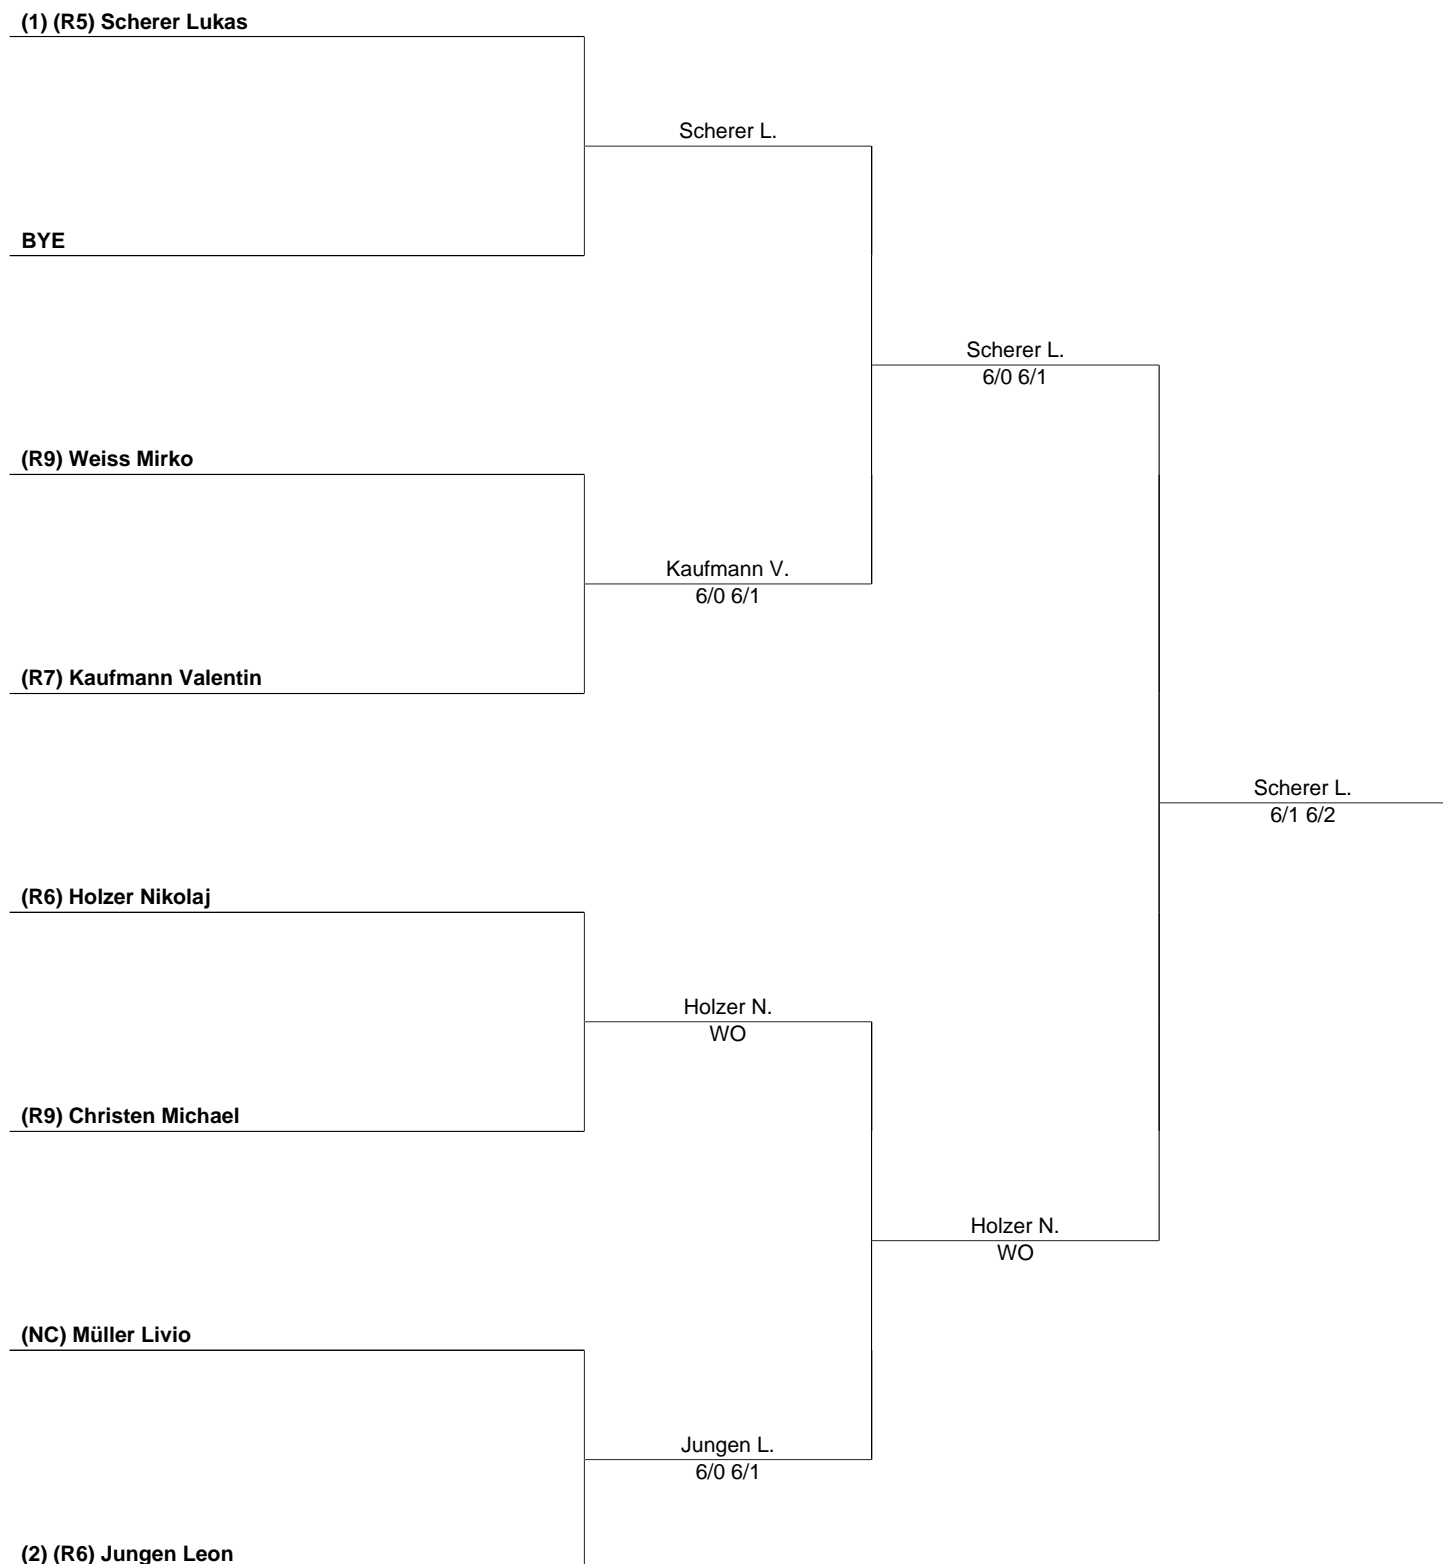 (1) (R5) Scherer Lukas
Scherer L.
BYE
Scherer L.
6/0 6/1
(R9) Weiss Mirko
Kaufmann V.
6/0 6/1
(R7) Kaufmann Valentin
Scherer L.
6/1 6/2
(R6) Holzer Nikolaj
Holzer N.
WO
(R9) Christen Michael
Holzer N.
WO
(NC) Müller Livio
Jungen L.
6/0 6/1
(2) (R6) Jungen Leon